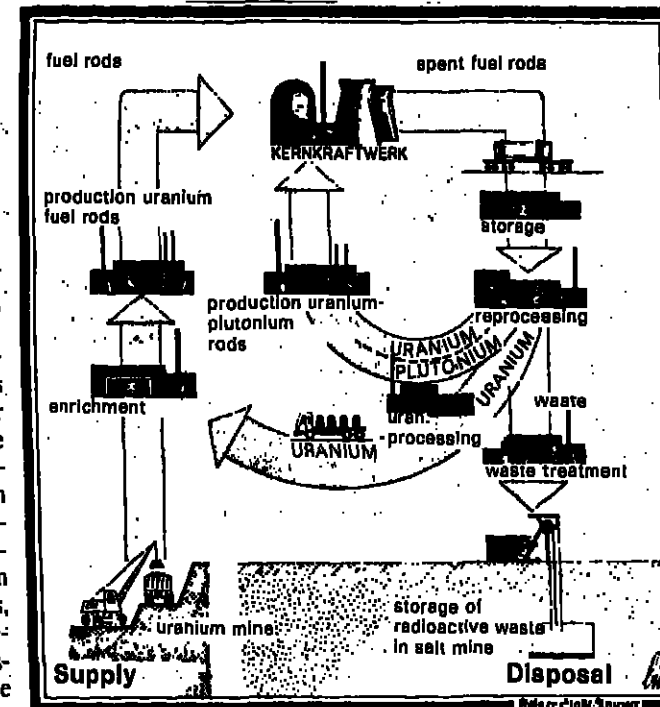 fuel rods
spent fuel rods
KERNKRAFTWERK
production uranium
fuel rods
storage
production uranium-
plutonium
rods
reprocessing
URANIUM
PLUTONIUM
URANIUM
enrichment
uran.
-processing
URANIUM
waaste
waste treatment
uranium mine
storage of
radioactive waste
in salt mine
Supply
Disposal